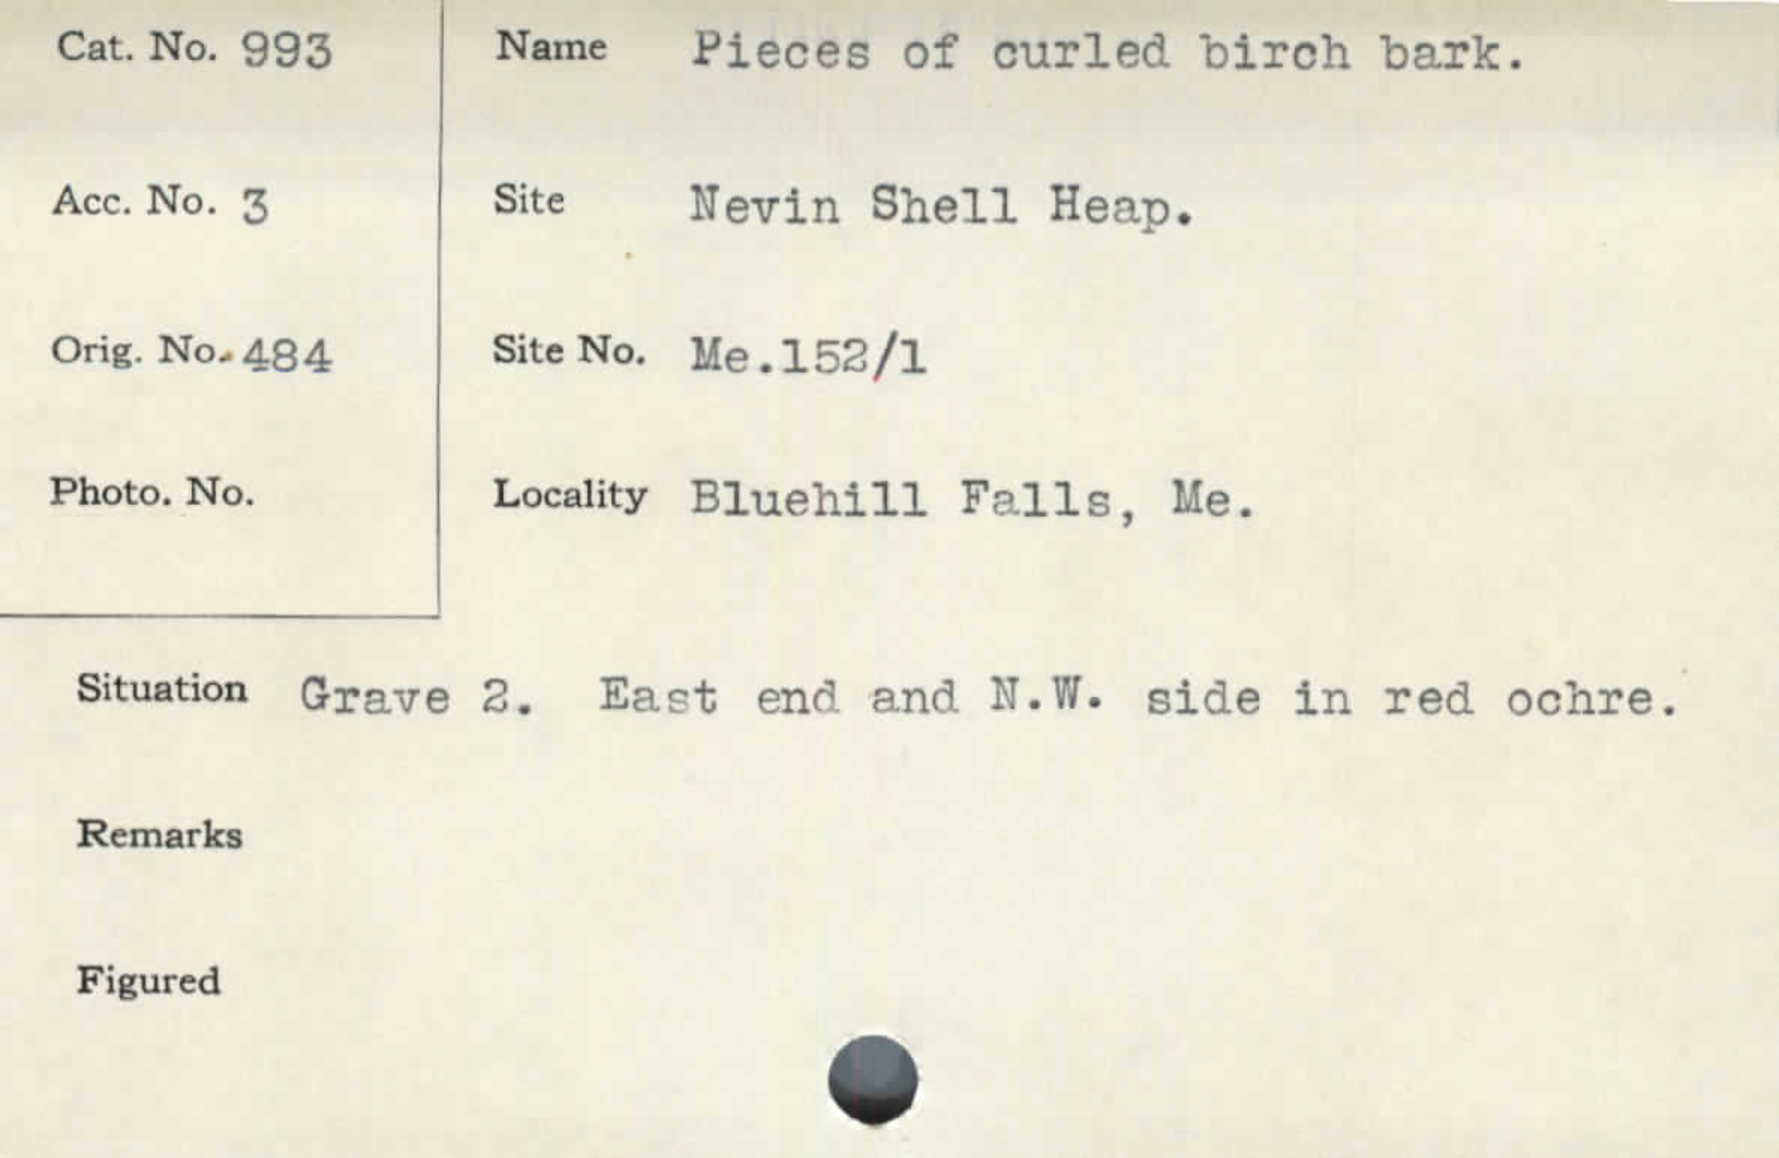 Cat. No. 993
Name Pieces of curled birch bark.
Acc. No. 3
Site Nevin Shell Heap.
Orig. No. 484
Site No. Me.152/1
Photo. No.
Locality Bluehill Falls, Me.
Situation Grave 2. East end and N.W. side in red ochre.
Remarks
Figured